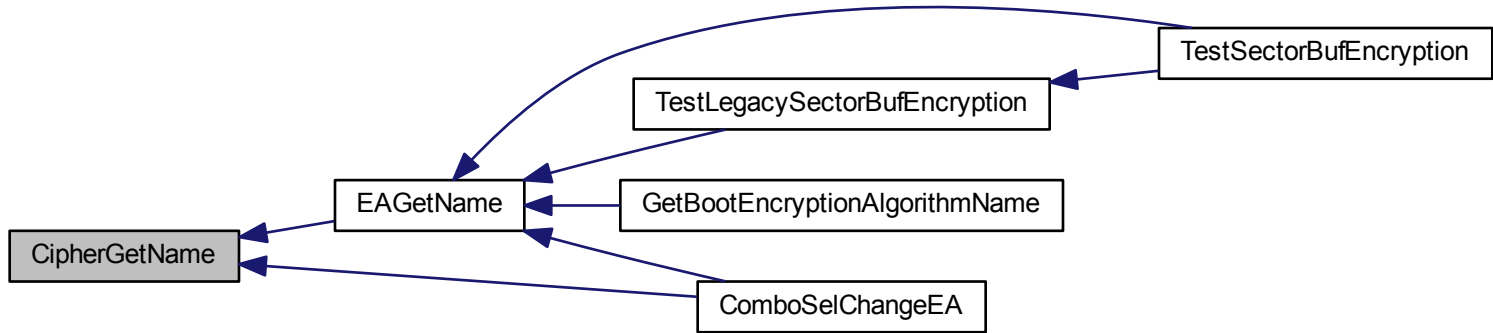 TestSectorBufEncryption
TestLegacySectorBufEncryption
EAGetName
GetBootEncryptionAlgorithmName
CipherGetName
ComboSelChangeEA